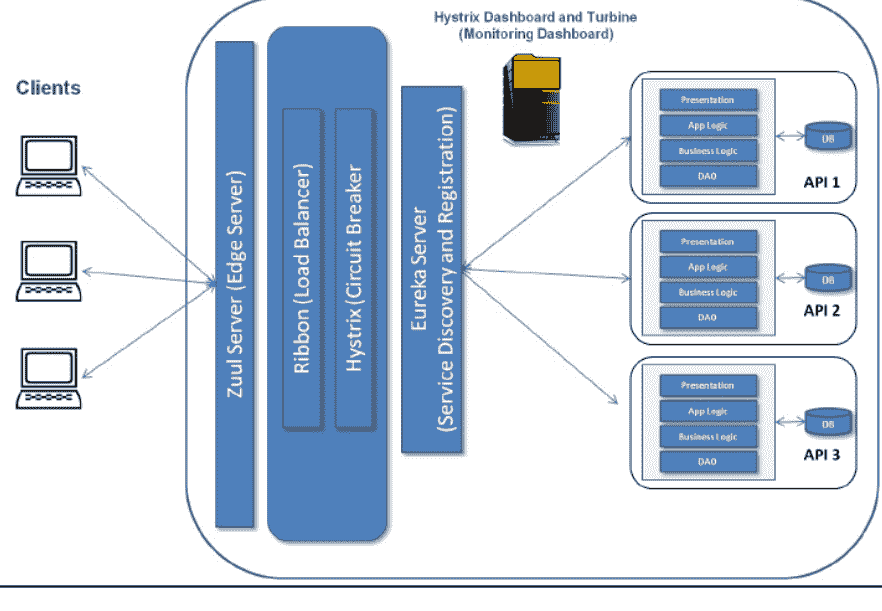 Hystrix Dashboard and Turbine
(Monitoring Dashboard)
Clients
Zuul Server (Edge Server)
Ribbon (Load Balancer)
Hystrix (Circuit Breaker
Eureka Server
(Service Discovery and Registration)
Presentation
App Logic
Business Logic
DAO
DB
API 1
Presentation
App Logic
Business Logic
DAO
DB
API 2
Presentation
App Logic
Business Logic
DAO
DB
API 3